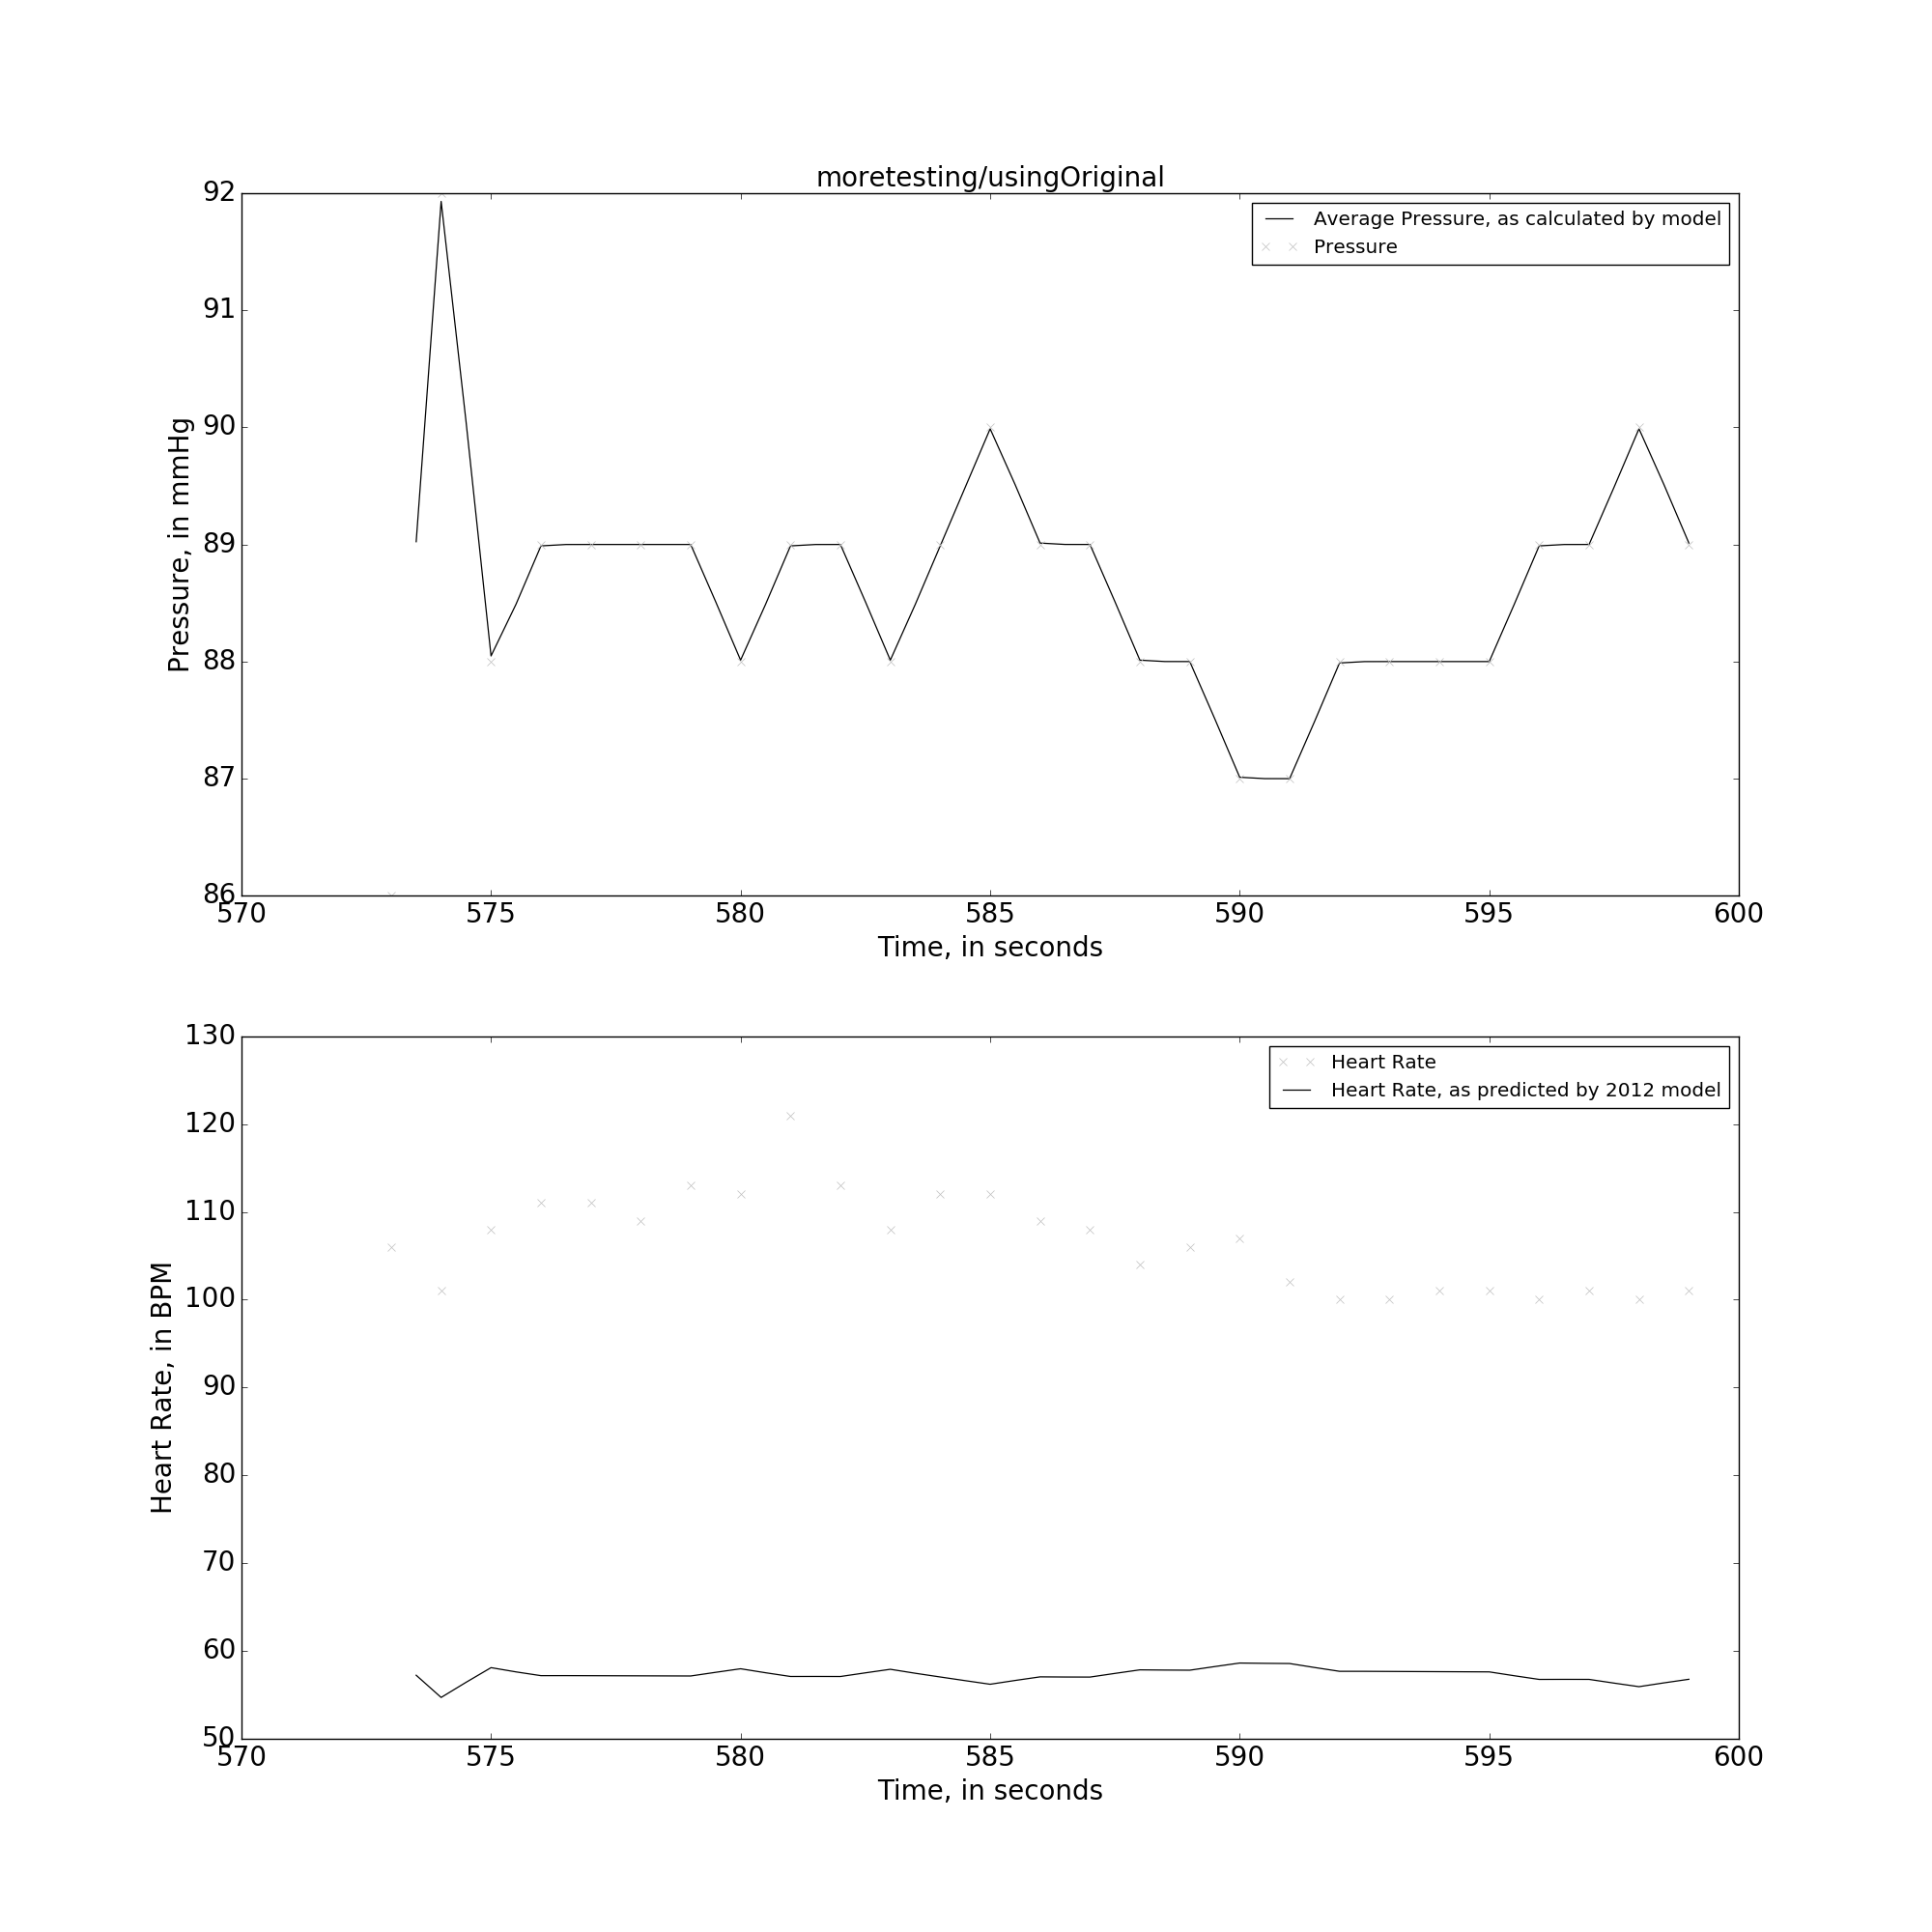 moretesting/usingOriginal
92
91
90
89
88
87
86
Pressure, in mmHg
Average Pressure, as calculated by model
Pressure
570 575 580 585 590 595 600
Time, in seconds
130
120
110
100
90
80
70
60
50
Heart Rate, in BPM
Heart Rate
Heart Rate, as predicted by 2012 model
570 575 580 585 590 595 600
Time, in seconds